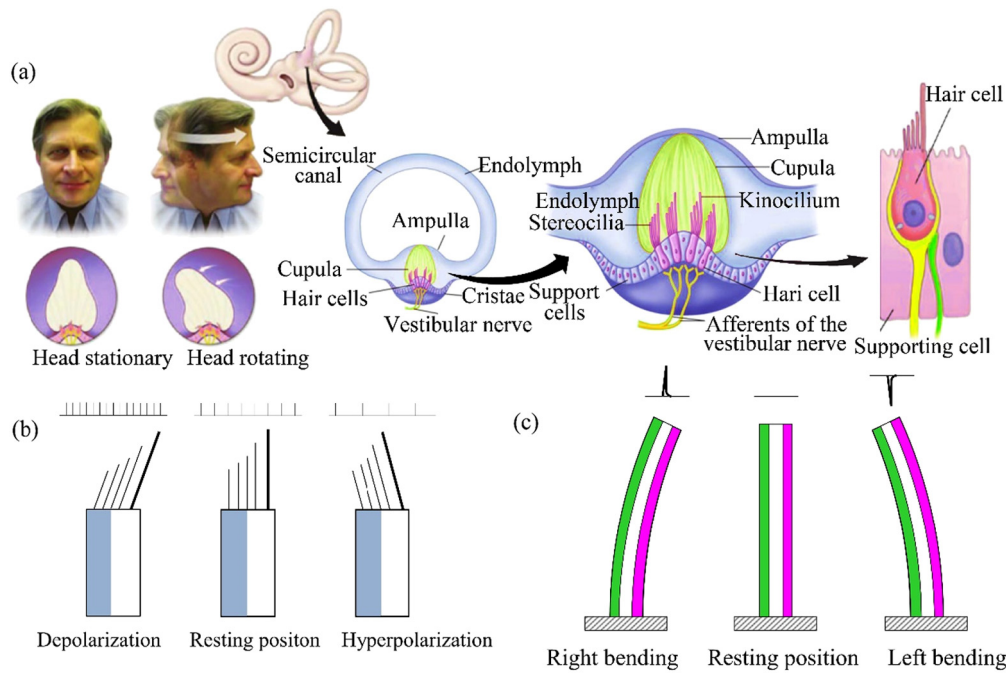 (a)
Semicircular
canal
Endolymph
Ampulla
Cupula
Hair cells
Cristae
Vestibular nerve
Head stationary
Head rotating
Ampulla
Cupula
Endolymph
Stereocilia
Kinocilium
Support
cells
Hari cell
Afferents of the
vestibular nerve
Hair cell
Supporting cell
(b)
Depolarization
Resting positon
Hyperpolarization
(c)
Right bending
Resting position
Left bending